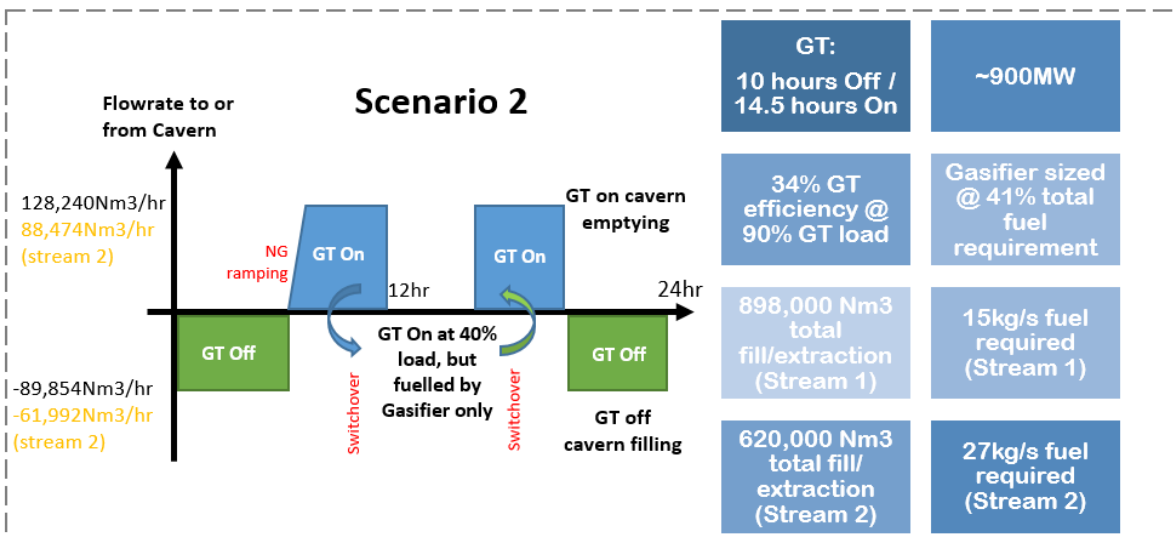 Scenario 2
Flowrate to or
from Cavern
128,240Nm3/hr
88,474Nm3/hr
(stream 2)
-89,854Nm3/hr
-61,992Nm3/hr
(stream 2)
NG
ramping
GT On
GT On
GT on cavern
emptying
12hr
24hr
GT Off
GT Off
GT On at 40%
load, but
fuelled by
Gasifier only
Switchover
Switchover
GT off
cavern filling
GT:
10 hours Off /
14.5 hours On
~900MW
34% GT
efficiency @
90% GT load
Gasifier sized
@ 41% total
fuel
requirement
898,000 Nm3
total
fill/extraction
(Stream 1)
15kg/s fuel
required
(Stream 1)
620,000 Nm3
total fill/
extraction
(Stream 2)
27kg/s fuel
required
(Stream 2)